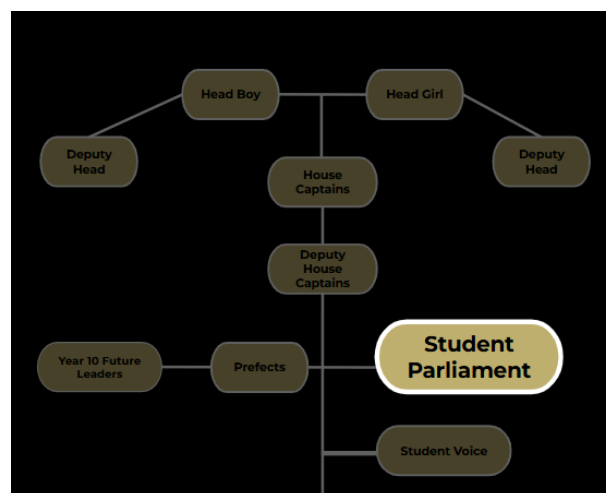 Head Boy
Head Girl
Deputy
Head
Deputy
Head
House
Captains
Deputy
House
Captains
Year 10 Future
Leaders
Prefects
Student
Parliament
Student Voice